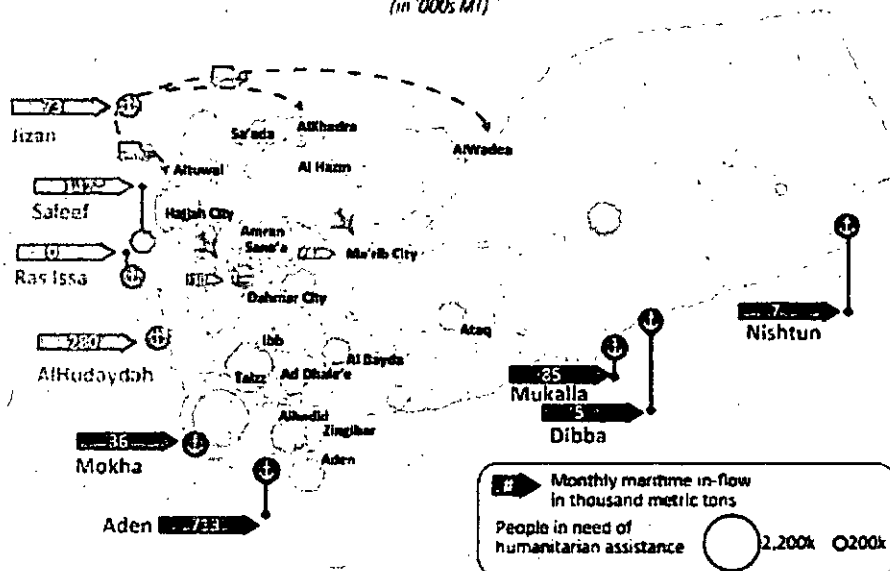 (in '000s MT)
73
Jizan
Sa'ada
AlKhadra
AlWadea
Altuwal
Al Hazm
Saleef
Hajjah City
Amran
Sana'a
Ma'rib City
0
Ras Issa
Dahmar City
Ataq
7
Nishtun
280
AlHudaydah
Ibb
Al Bayda
Taizz
Ad Dhale'e
85
Mukalla
5
Dibba
36
Mokha
Zingibar
Aden
Aden
# Monthly maritime in-flow
in thousand metric tons
People in need of
humanitarian assistance
2,200k
200k